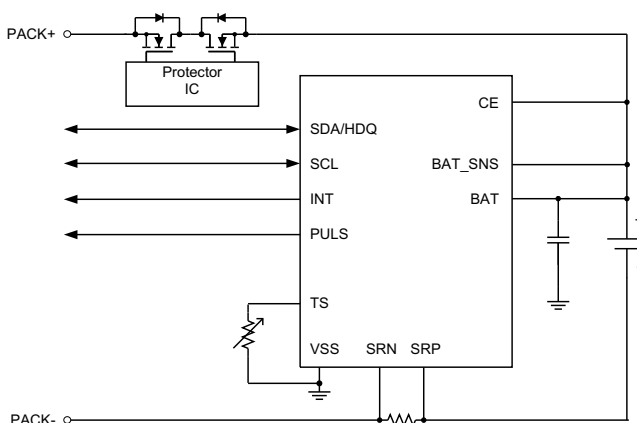 PACK+
Protector
IC
CE
SDA/HDQ
SCL
BAT_SNS
INT
BAT
PULS
TS
VSS
SRN
SRP
PACK-